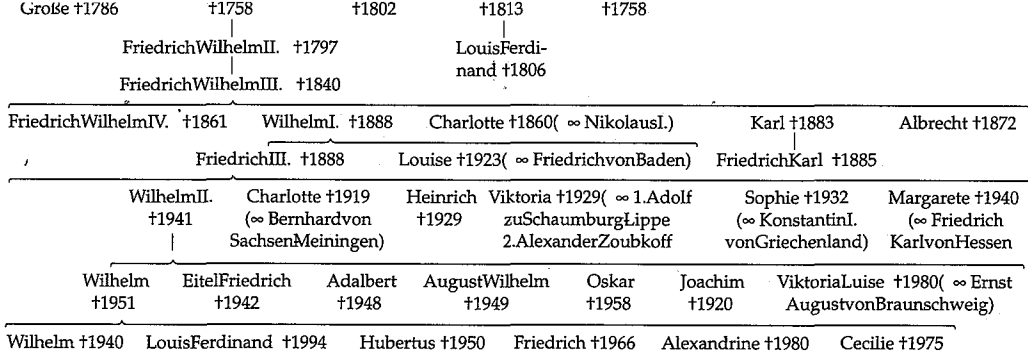 Große †1786 †1758 †1802 †1813 †1758
FriedrichWilhelmII. †1797 LouisFerdi-
nand †1806
FriedrichWilhelmIII. †1840
FriedrichWilhelmIV. †1861 WilhelmI. †1888 Charlotte †1860( ∞ NikolausI.) Karl †1883 Albrecht †1872
FriedrichIII. †1888 Louise †1923( ∞ FriedrichvonBaden) FriedrichKarl †1885
WilhelmII. Charlotte †1919 Heinrich Viktoria †1929( ∞ 1.Adolf Sophie †1932 Margarete †1940
†1941 (∞ Bernhardvon †1929 zuSchaumburgLippe (∞ KonstantinI. (∞ Friedrich
SachsenMeiningen) 2.AlexanderZoubkoff vonGriechenland) KarlvonHessen
Wilhelm EitelFriedrich Adalbert AugustWilhelm Oskar Joachim ViktoriaLuise †1980( ∞ Ernst
†1951 †1942 †1948 †1949 †1958 †1920 AugustvonBraunschweig)
Wilhelm †1940 LouisFerdinand †1994 Hubertus †1950 Friedrich †1966 Alexandrine †1980 Cecilie †1975